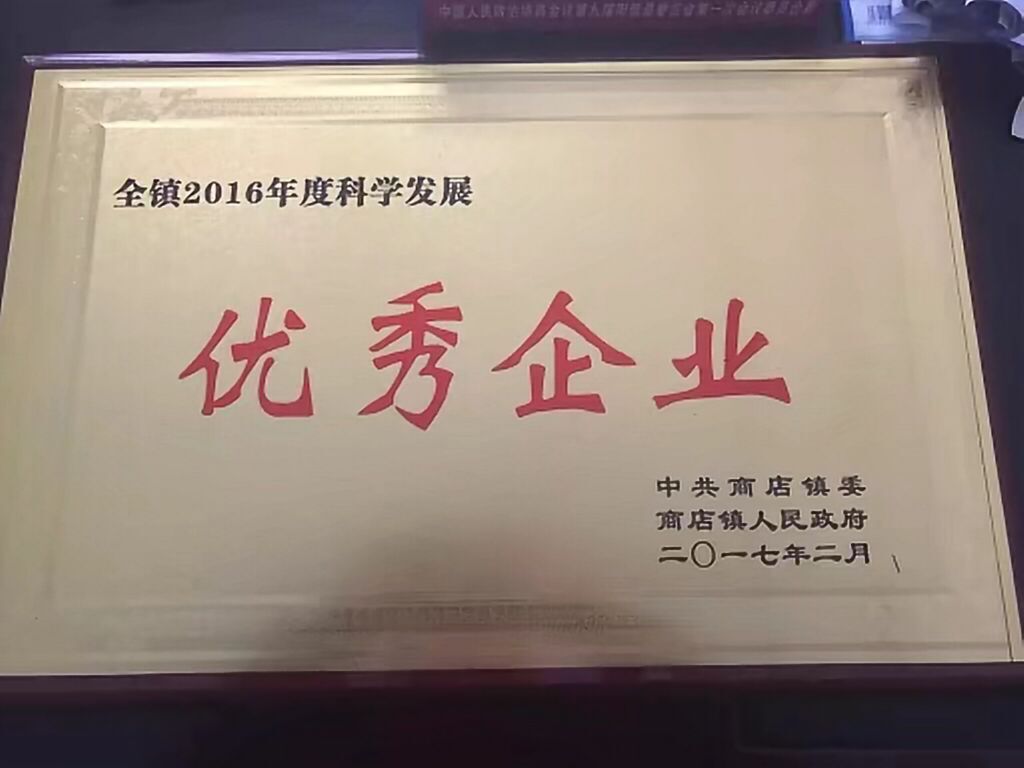 全镇2016年度科学发展
优秀企业
中共商店镇委
商店镇人民政府
二〇一七年二月